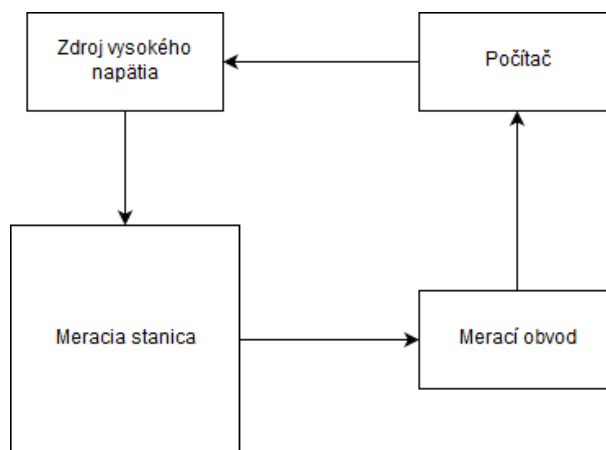 Zdroj vysokého
napätia
Počítač
Meracia stanica
Merací obvod